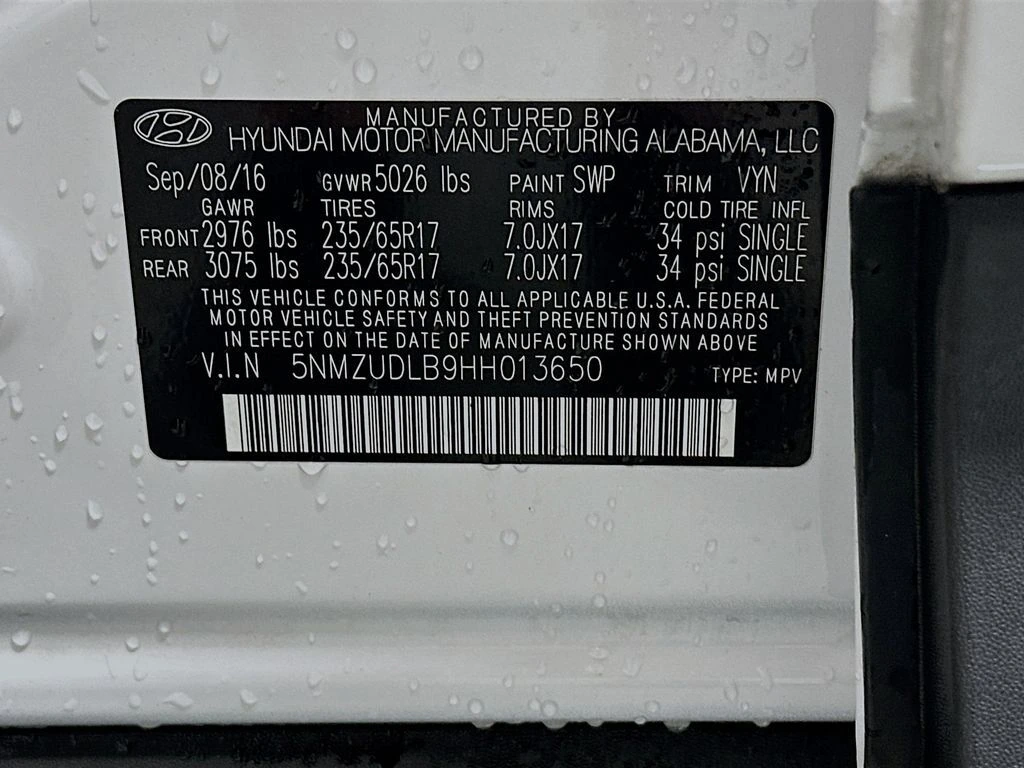 MANUFACTURED BY
HYUNDAI MOTOR MANUFACTURING ALABAMA, LLC
Sep/08/16 GVWR 5026 lbs PAINT SWP TRIM VYN
GAWR TIRES RIMS COLD TIRE INFL
FRONT 2976 lbs 235/65R17 7.0JX17 34 psi SINGLE
REAR 3075 lbs 235/65R17 7.0JX17 34 psi SINGLE
THIS VEHICLE CONFORMS TO ALL APPLICABLE U.S.A. FEDERAL
MOTOR VEHICLE SAFETY AND THEFT PREVENTION STANDARDS
IN EFFECT ON THE DATE OF MANUFACTURE SHOWN ABOVE
V.I.N 5NMZUDLB9HH013650 TYPE: MPV